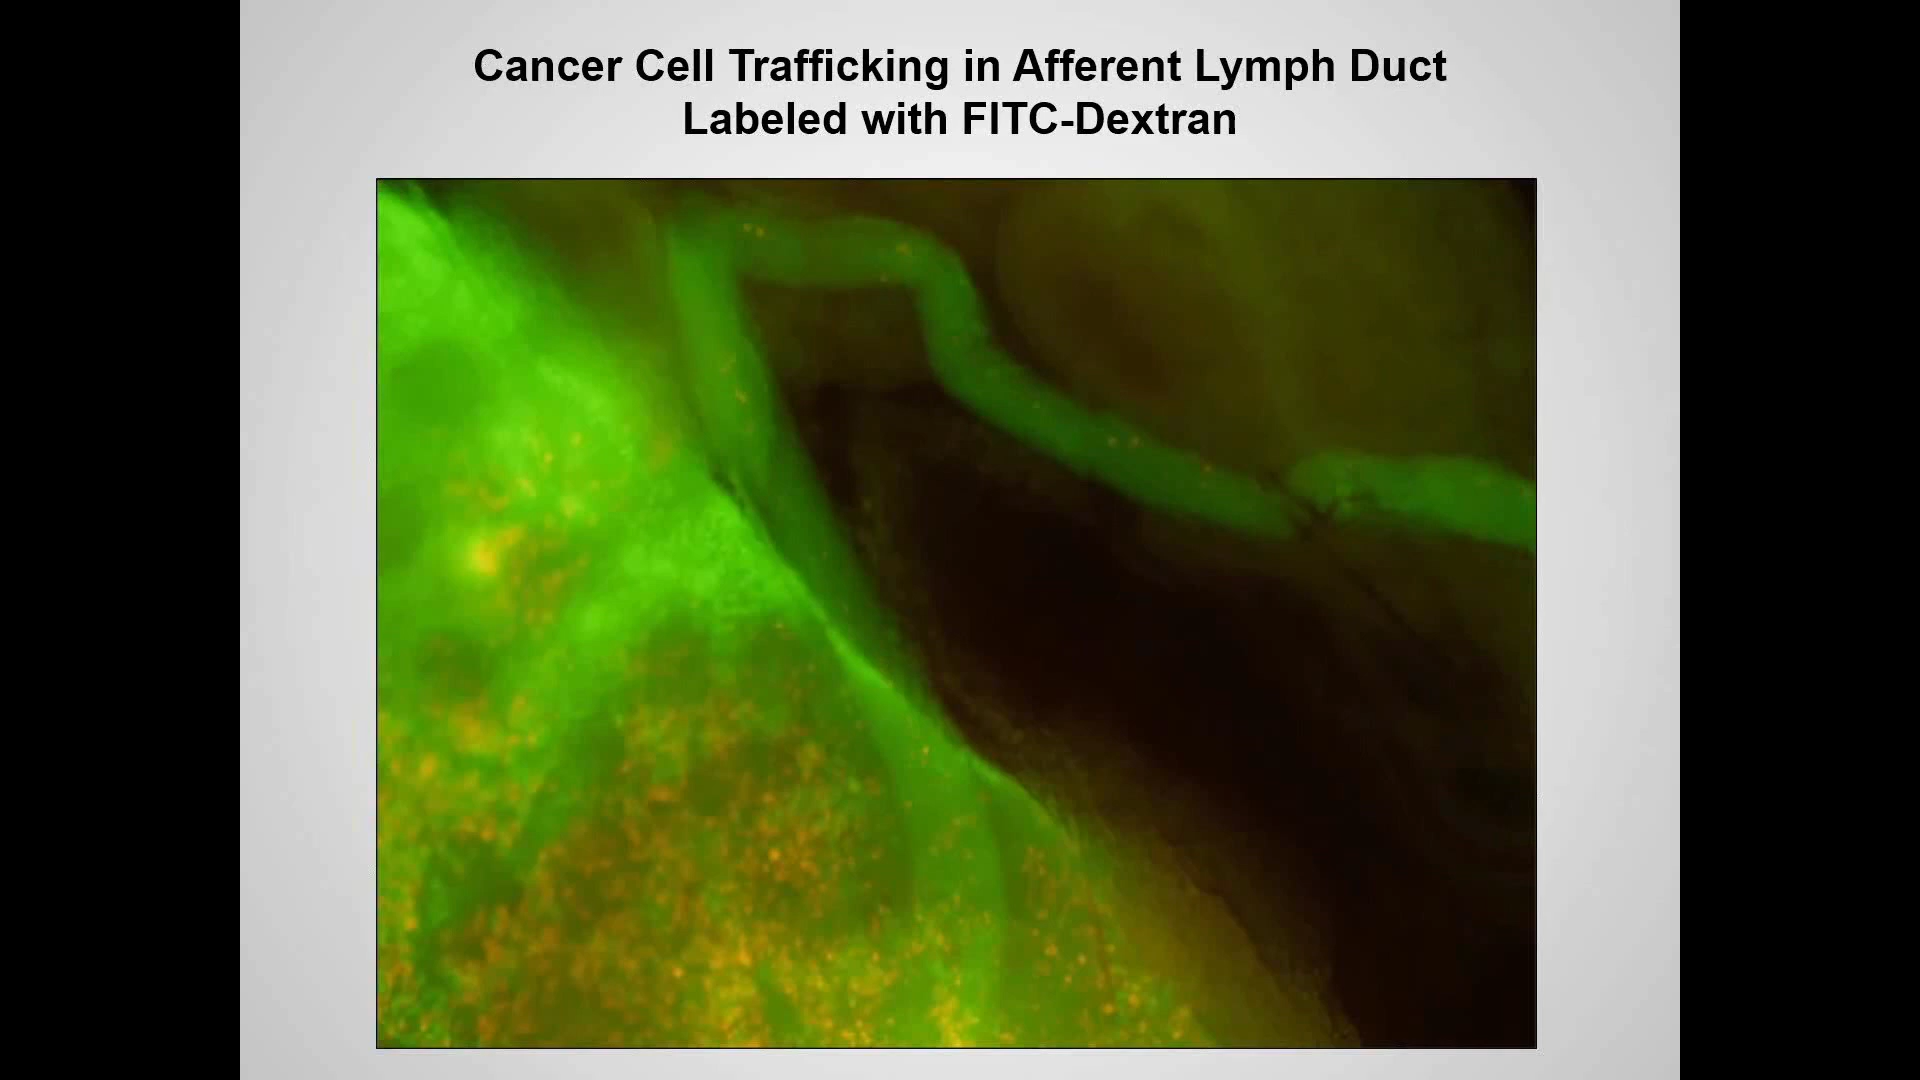 Cancer Cell Trafficking in Afferent Lymph Duct
Labeled with FITC-Dextran